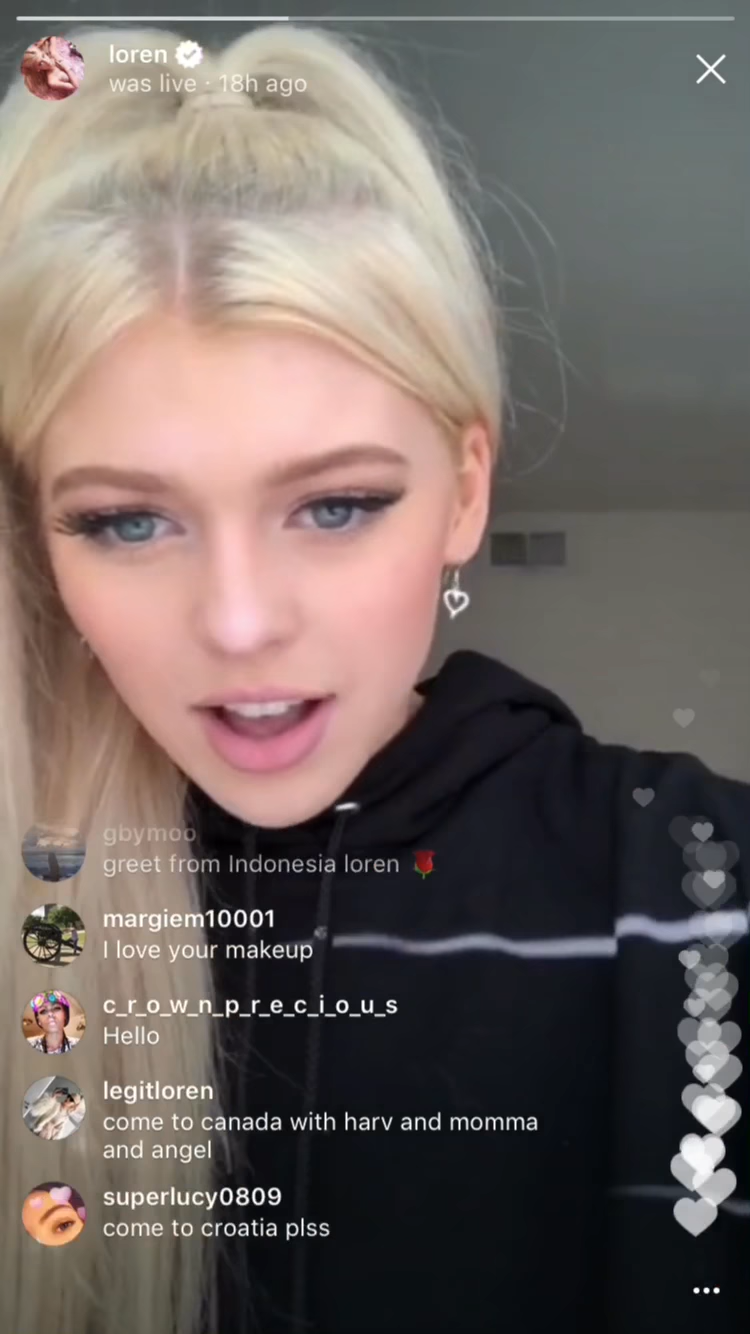 loren
was live · 18h ago
gbymoo
greet from Indonesia loren 🌹
margiem10001
I love your makeup
c_r_o_w_n_p_r_e_c_i_o_u_s
Hello
legitloren
come to canada with harv and momma
and angel
superlucy0809
come to croatia plss